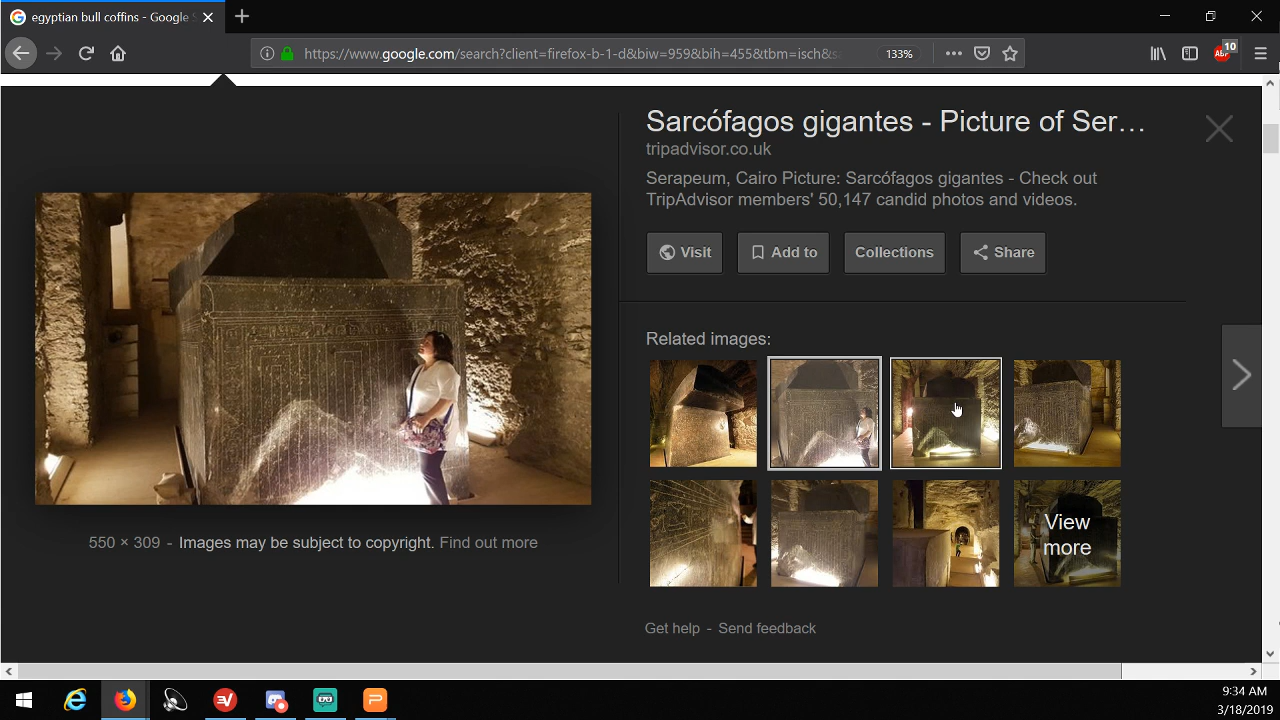 egyptian bull coffins - Google S
https://www.google.com/search?client=firefox-b-1-d&biw=959&bih=455&tbm=isch&s
133%
ABP
10
Sarcófagos gigantes - Picture of Ser…
tripadvisor.co.uk
Serapeum, Cairo Picture: Sarcófagos gigantes - Check out
TripAdvisor members' 50,147 candid photos and videos.
Visit
Add to
Collections
Share
Related images:
View
more
550 × 309 - Images may be subject to copyright. Find out more
Get help - Send feedback
9:34 AM
3/18/2019